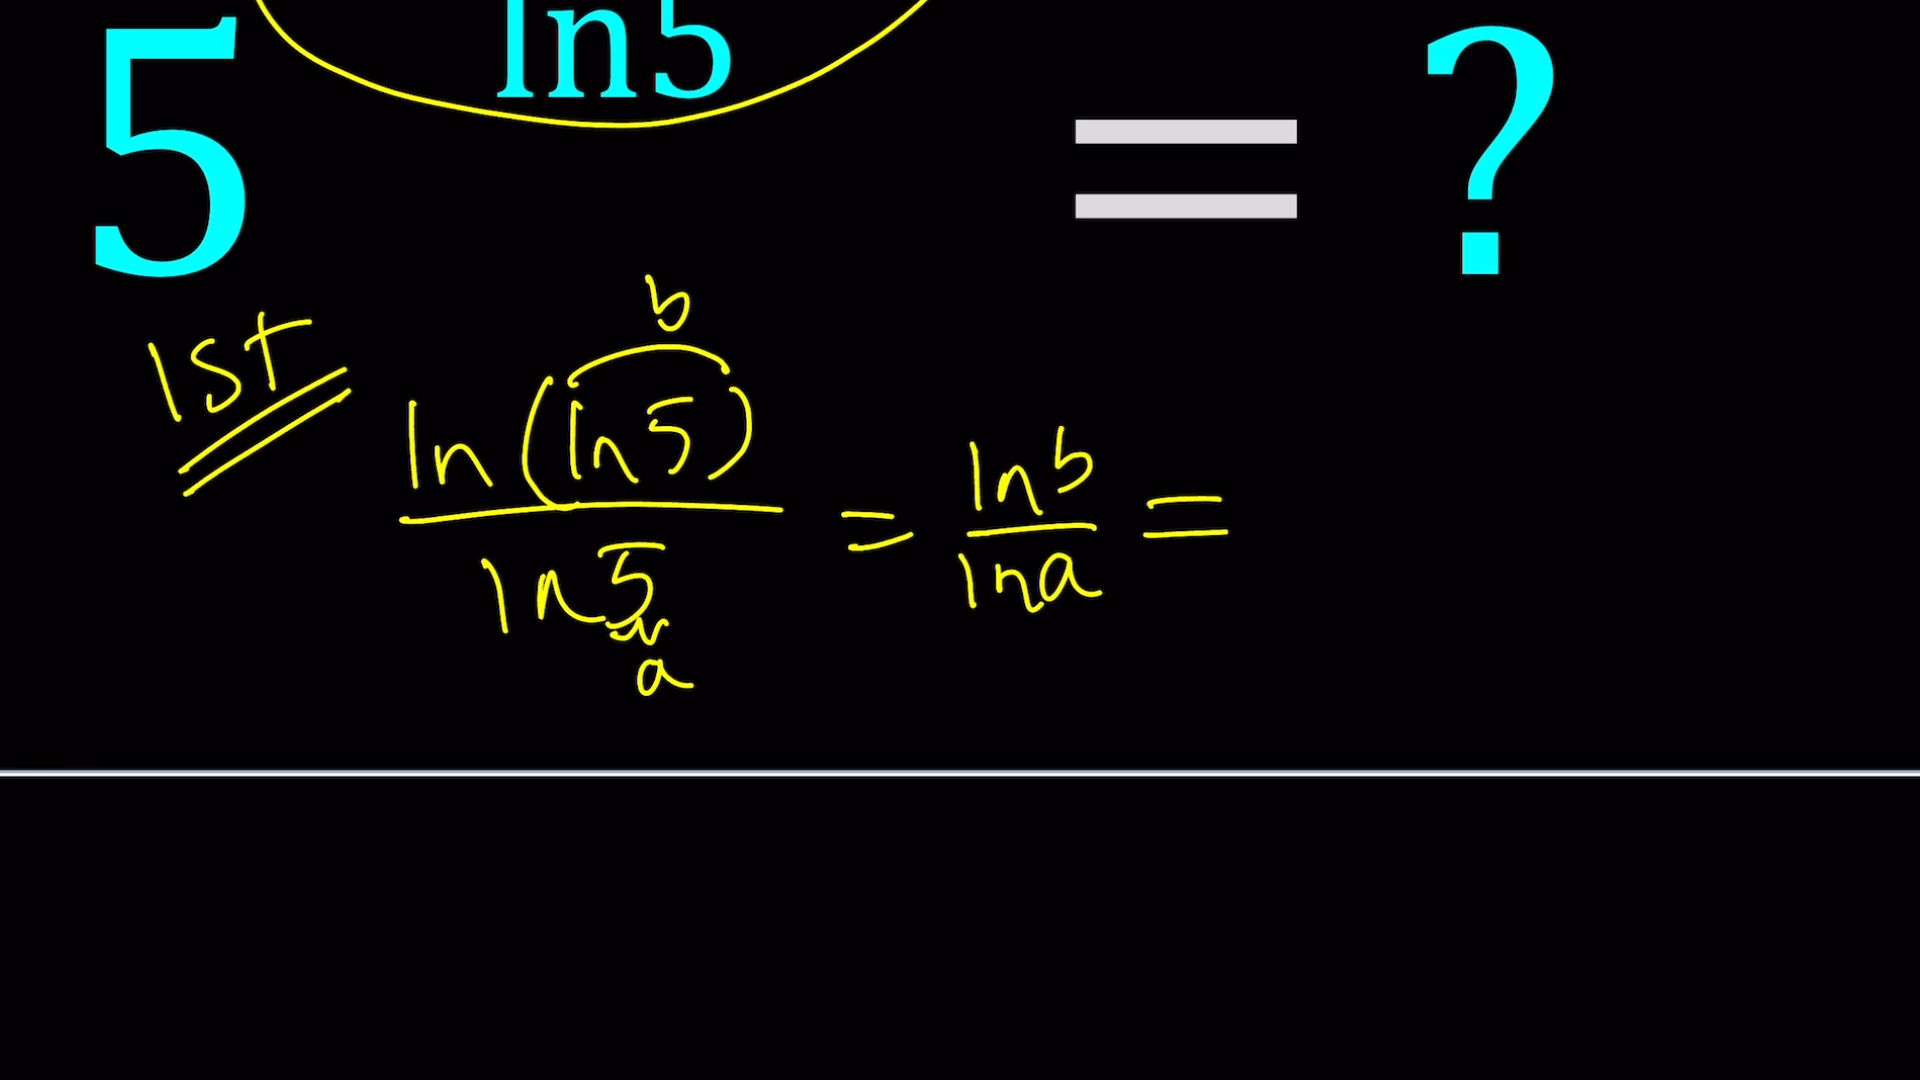 5 ln5 = ?
1st
b
ln(ln5) = ln b =
ln5 ln a
a